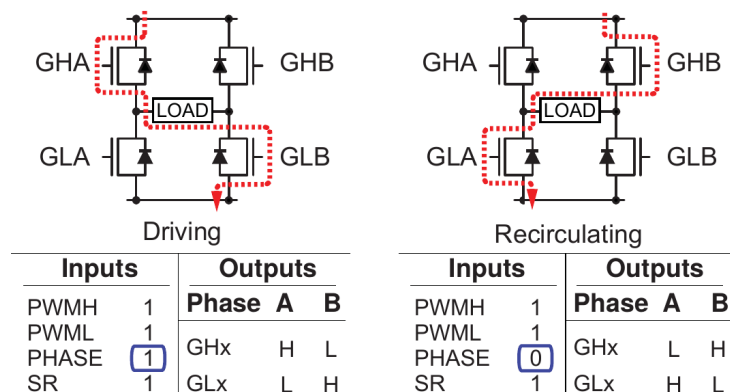 GHA GHB
LOAD
GLA GLB
Driving
Inputs Outputs
PWMH 1 Phase A B
PWML 1
PHASE 1 GHx H L
SR 1 GLx L H
GHA GHB
LOAD
GLA GLB
Recirculating
Inputs Outputs
PWMH 1 Phase A B
PWML 1
PHASE 0 GHx L H
SR 1 GLx H L